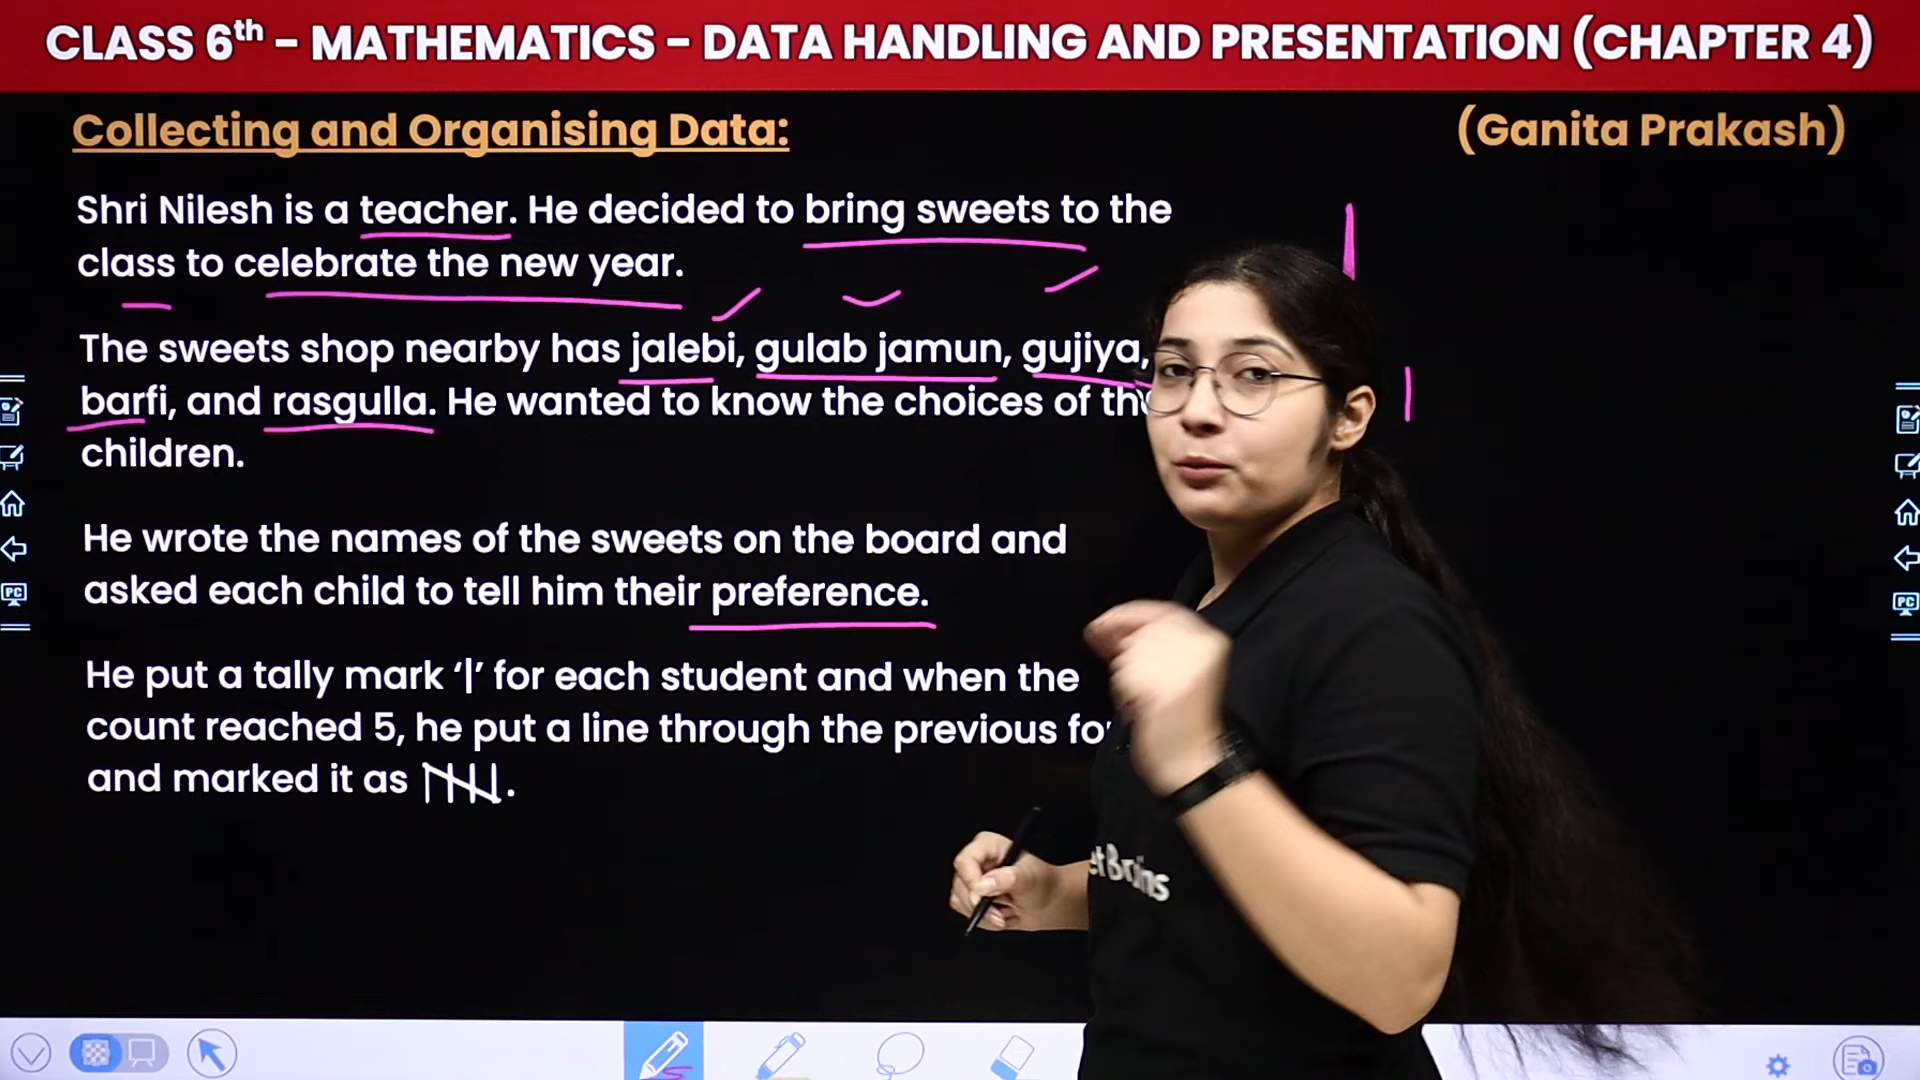 CLASS 6th – MATHEMATICS – DATA HANDLING AND PRESENTATION (CHAPTER 4)
Collecting and Organising Data:
(Ganita Prakash)
Shri Nilesh is a teacher. He decided to bring sweets to the
class to celebrate the new year.
The sweets shop nearby has jalebi, gulab jamun, gujiya,
barfi, and rasgulla. He wanted to know the choices of
children.
He wrote the names of the sweets on the board and
asked each child to tell him their preference.
He put a tally mark ‘|’ for each student and when the
count reached 5, he put a line through the previous
and marked it as
PC
PC